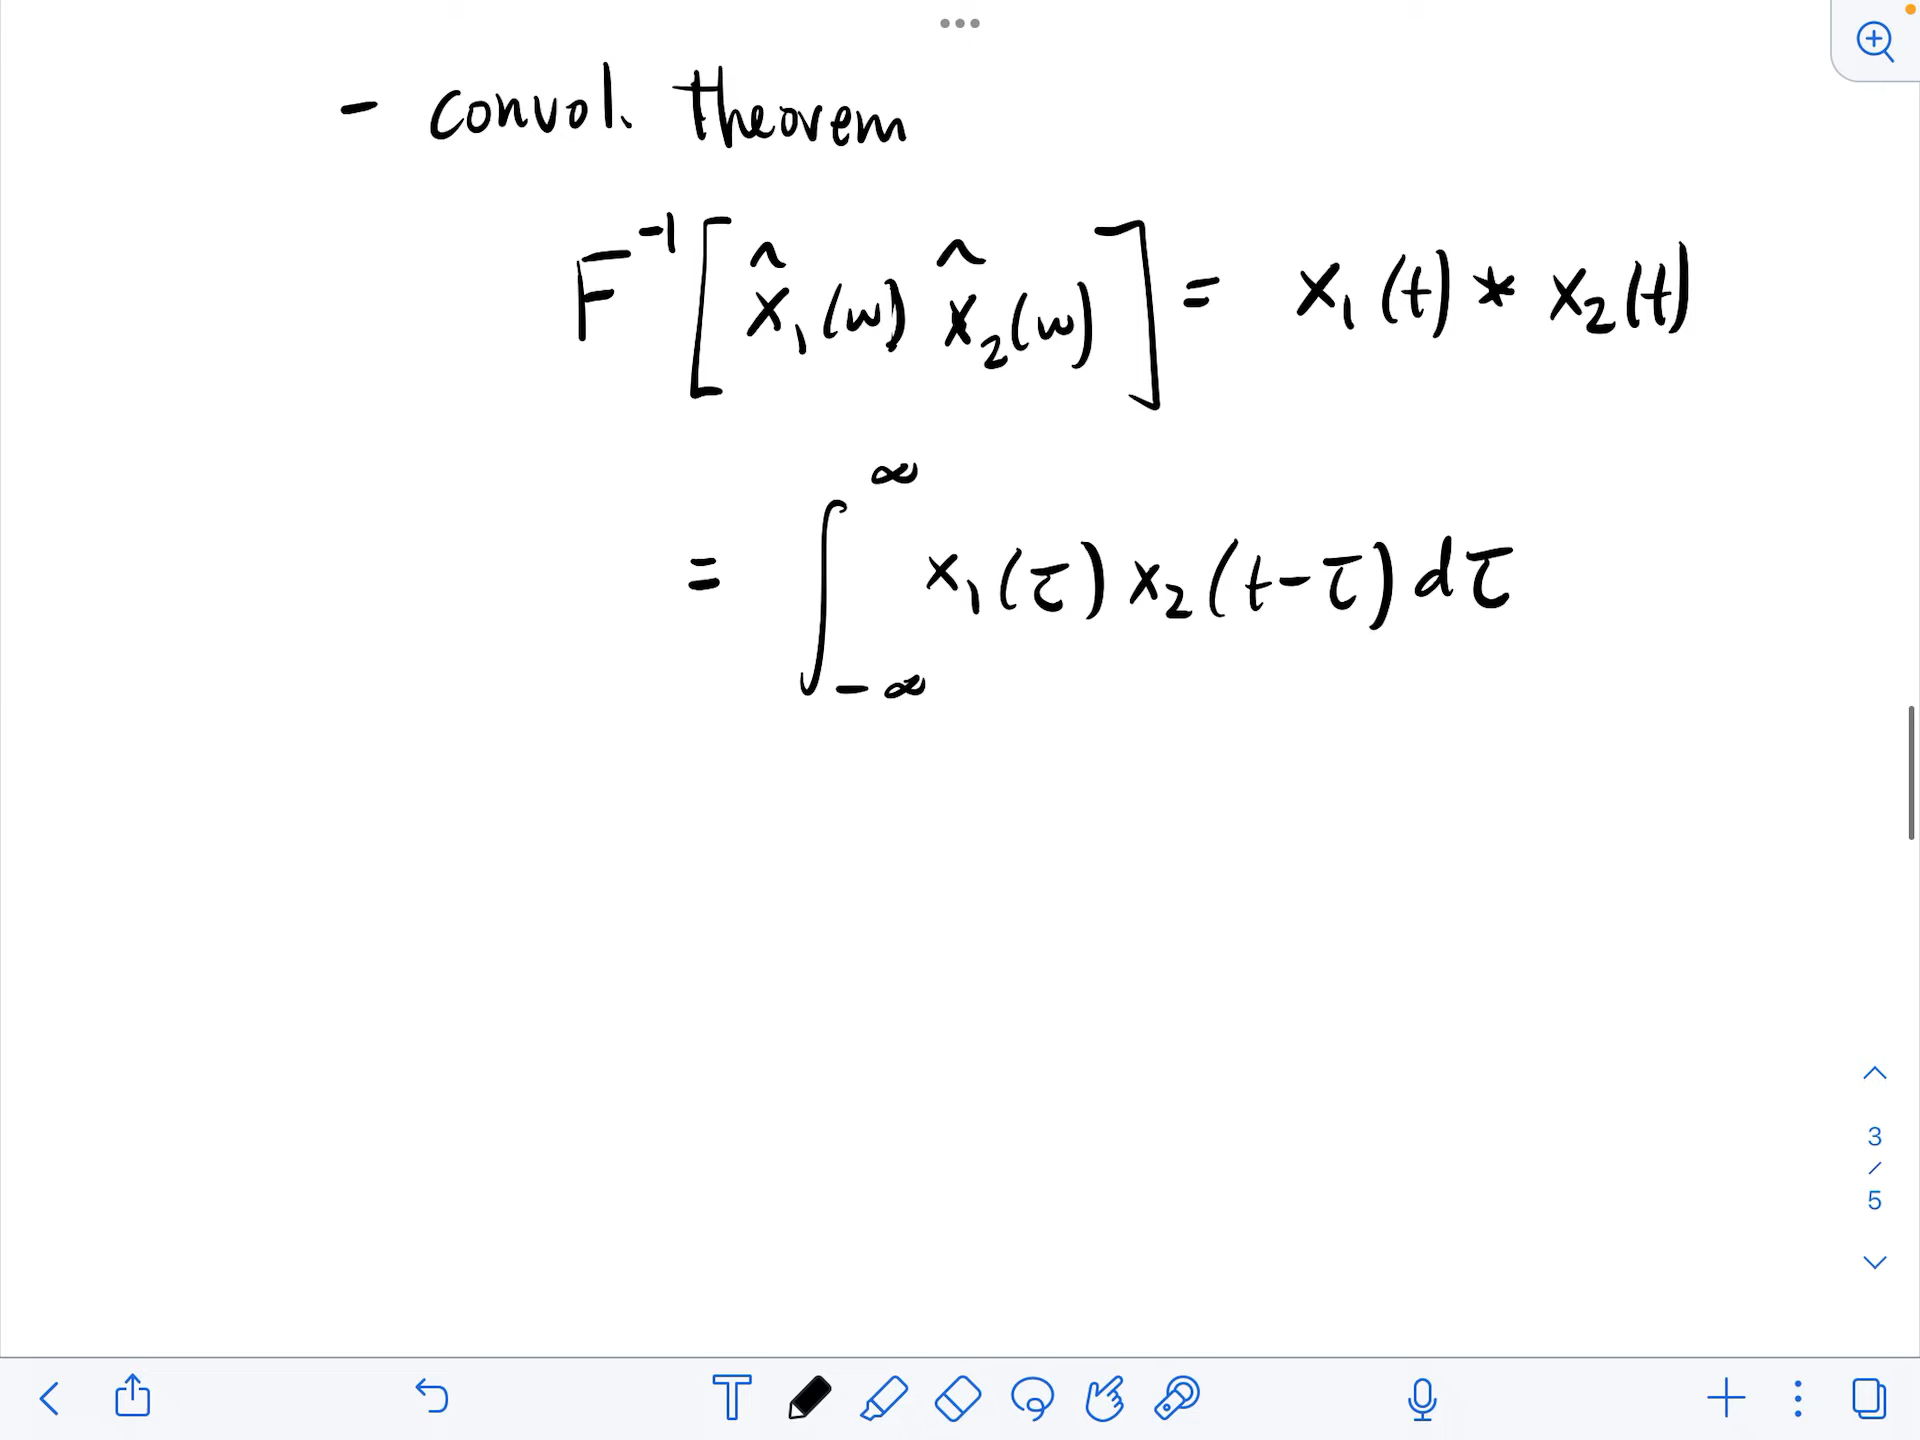 - convol. theorem
F⁻¹[x̂₁(w) x̂₂(w)] = x₁(t) * x₂(t)
= ∫_{-∞}^{∞} x₁(τ) x₂(t-τ) dτ
3
/
5
T